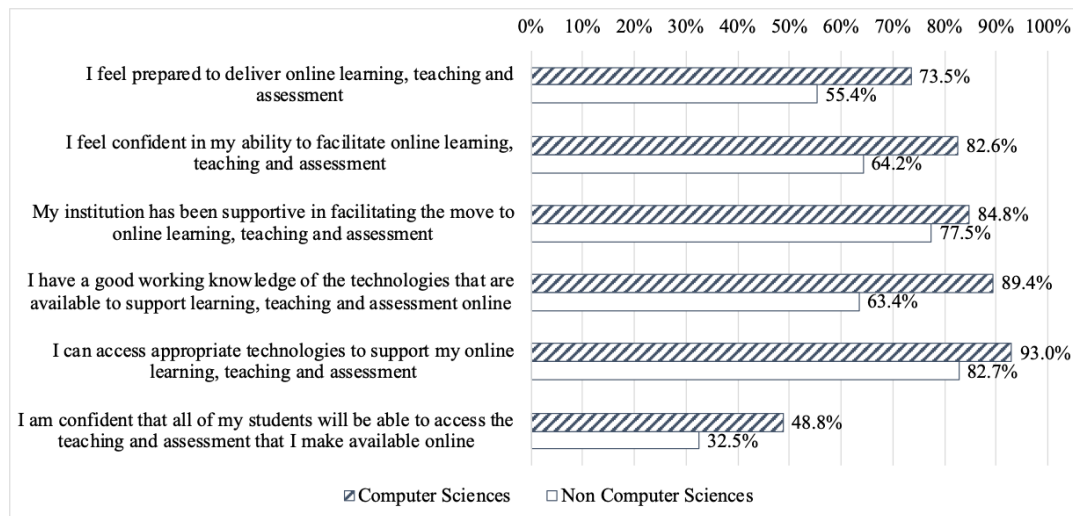 0% 10% 20% 30% 40% 50% 60% 70% 80% 90% 100%
I feel prepared to deliver online learning, teaching and
assessment
73.5%
55.4%
I feel confident in my ability to facilitate online learning,
teaching and assessment
82.6%
64.2%
My institution has been supportive in facilitating the move to
online learning, teaching and assessment
84.8%
77.5%
I have a good working knowledge of the technologies that are
available to support learning, teaching and assessment online
89.4%
63.4%
I can access appropriate technologies to support my online
learning, teaching and assessment
93.0%
82.7%
I am confident that all of my students will be able to access the
teaching and assessment that I make available online
48.8%
32.5%
Computer Sciences Non Computer Sciences